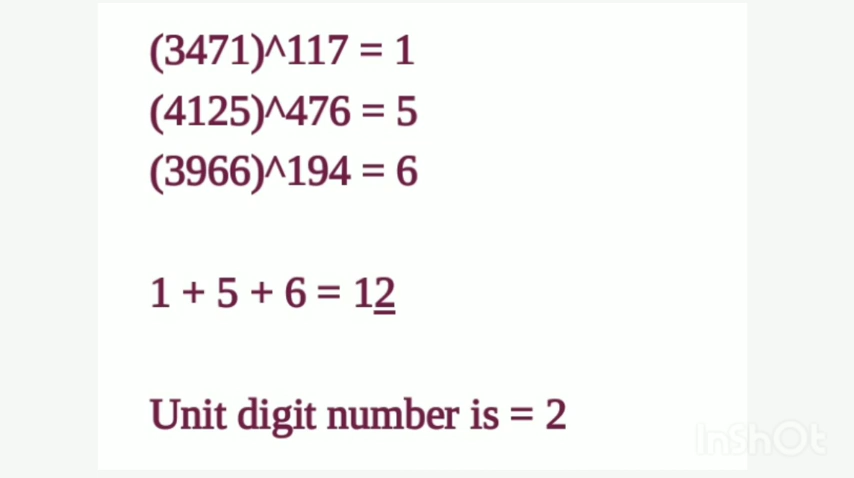 (3471)^117 = 1
(4125)^476 = 5
(3966)^194 = 6
1 + 5 + 6 = 12
Unit digit number is = 2
InShOt